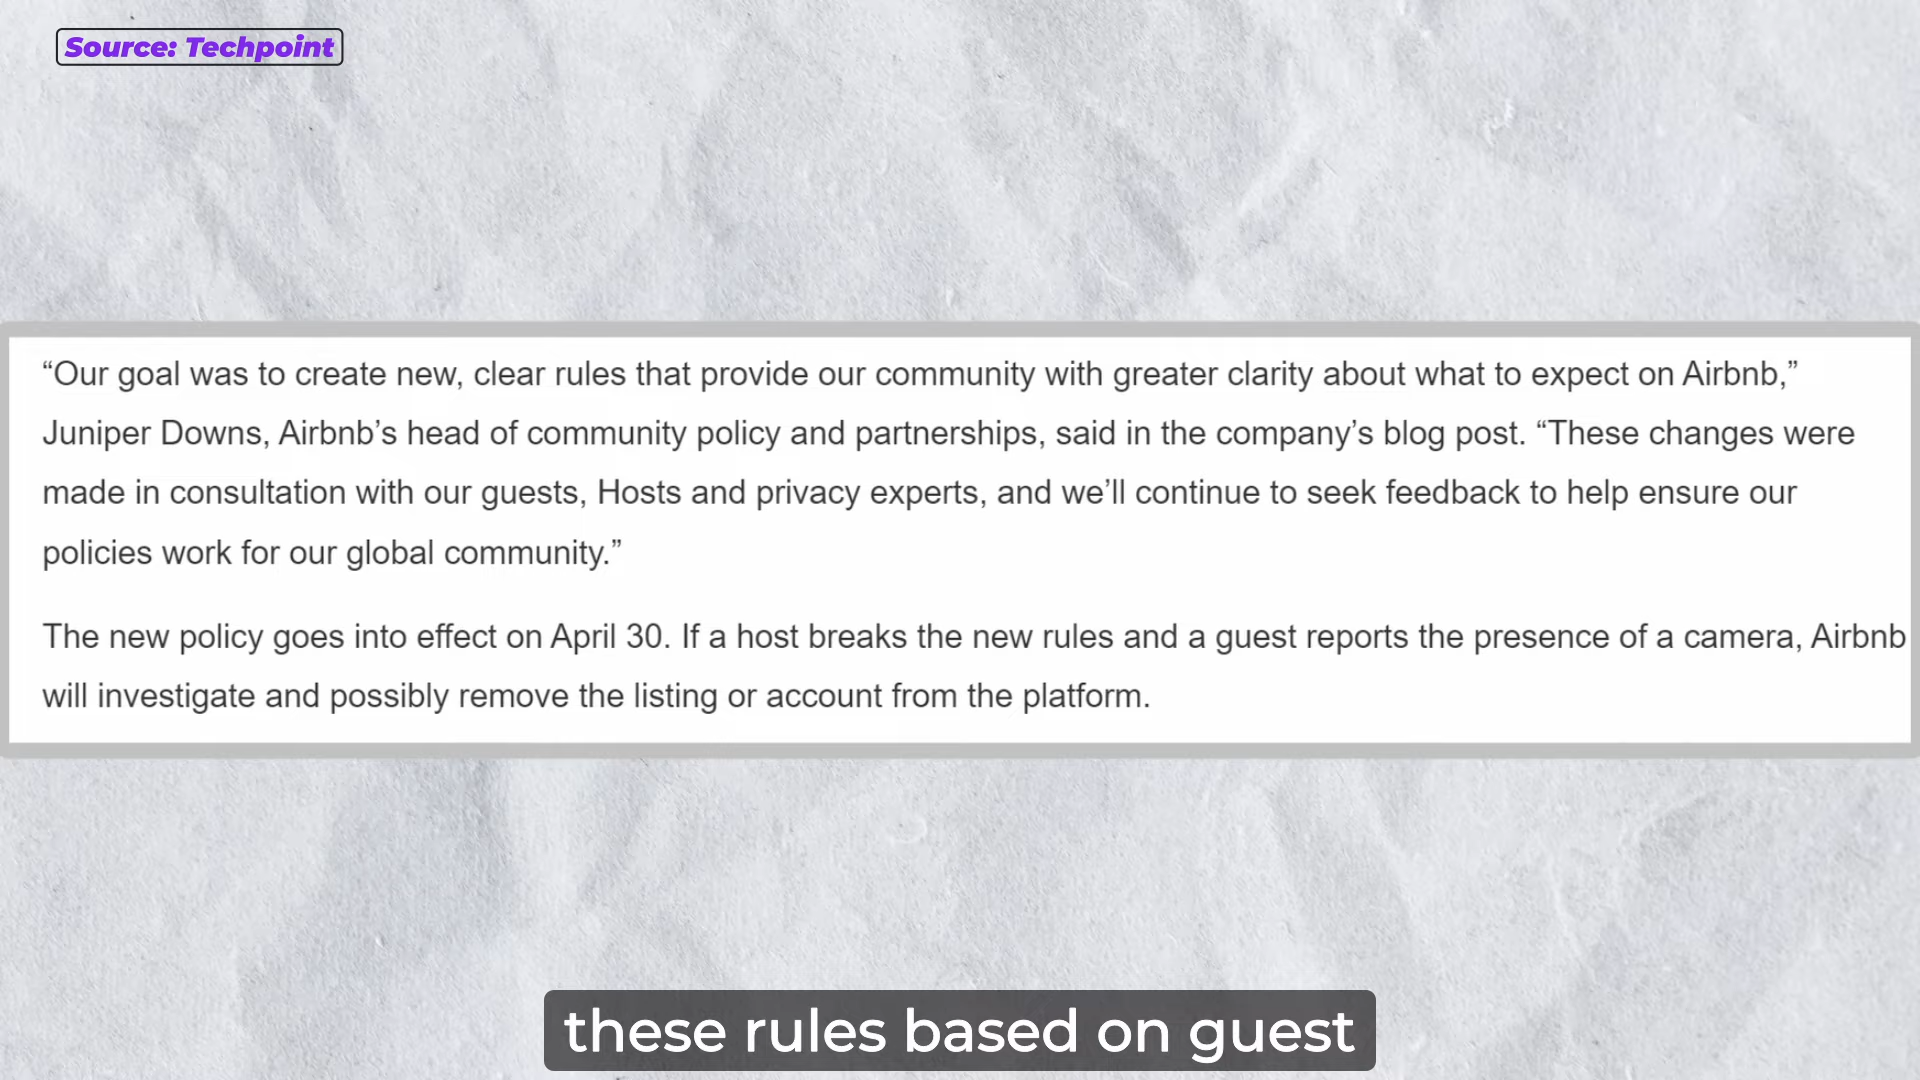 Source: Techpoint
“Our goal was to create new, clear rules that provide our community with greater clarity about what to expect on Airbnb,”
Juniper Downs, Airbnb’s head of community policy and partnerships, said in the company’s blog post. “These changes were
made in consultation with our guests, Hosts and privacy experts, and we’ll continue to seek feedback to help ensure our
policies work for our global community.”
The new policy goes into effect on April 30. If a host breaks the new rules and a guest reports the presence of a camera, Airbnb
will investigate and possibly remove the listing or account from the platform.
these rules based on guest